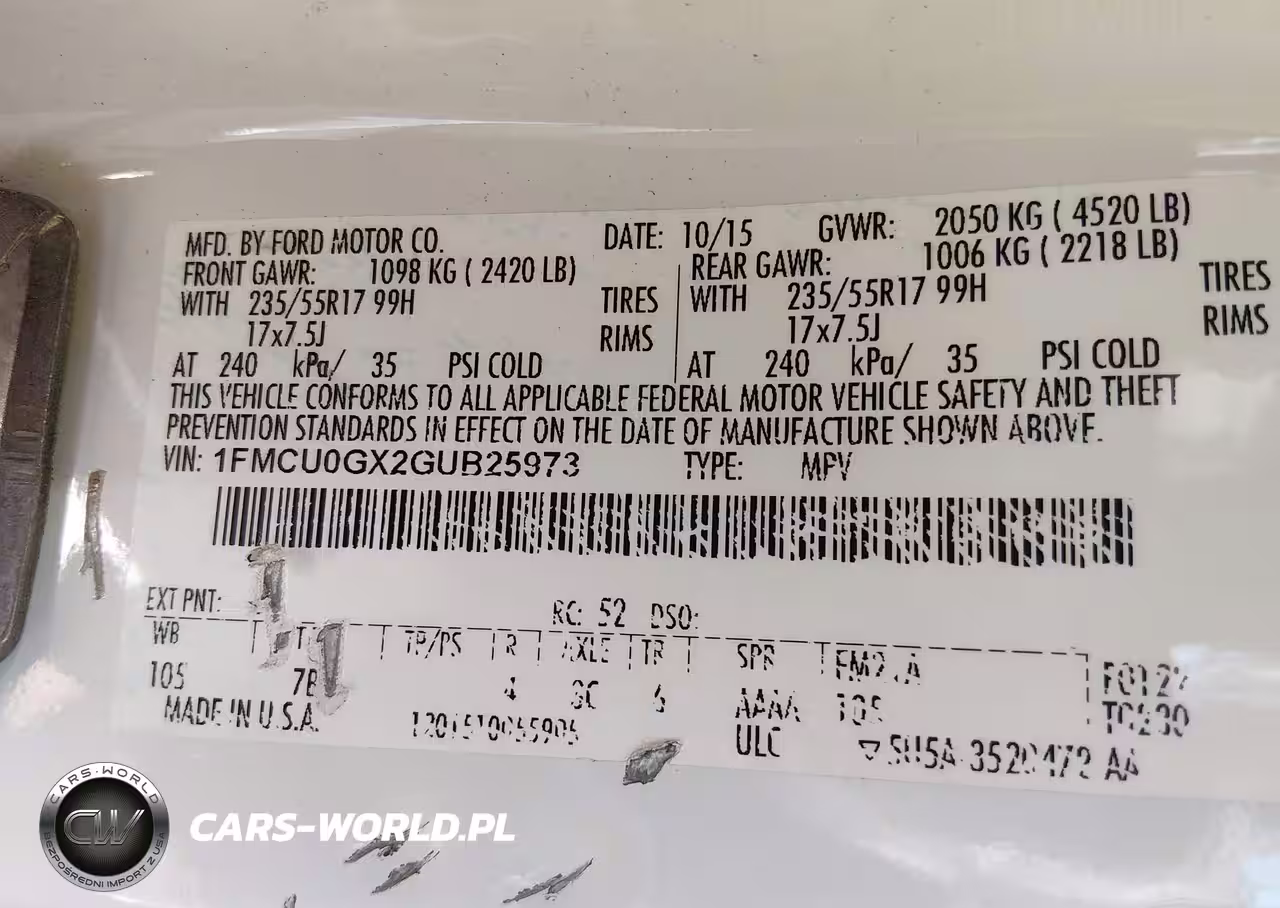 MFD. BY FORD MOTOR CO. DATE: 10/15 GVWR: 2050 KG ( 4520 LB)
FRONT GAWR: 1098 KG ( 2420 LB) REAR GAWR: 1006 KG ( 2218 LB)
WITH 235/55R17 99H TIRES WITH 235/55R17 99H TIRES
17x7.5J RIMS 17x7.5J RIMS
AT 240 kPa/ 35 PSI COLD AT 240 kPa/ 35 PSI COLD
THIS VEHICLE CONFORMS TO ALL APPLICABLE FEDERAL MOTOR VEHICLE SAFETY AND THEFT
PREVENTION STANDARDS IN EFFECT ON THE DATE OF MANUFACTURE SHOWN ABOVE.
VIN: 1FMCU0GX2GUB25973 TYPE: MPV
EXT PNT: RC: 52 DSO:
WB TP/PS R AXLE TR SPR
105 4 3C 6 AAAA
MADE IN U.S.A. ULC
CARS-WORLD
CW
BEZPOŚREDNI IMPORT Z USA
CARS-WORLD.PL